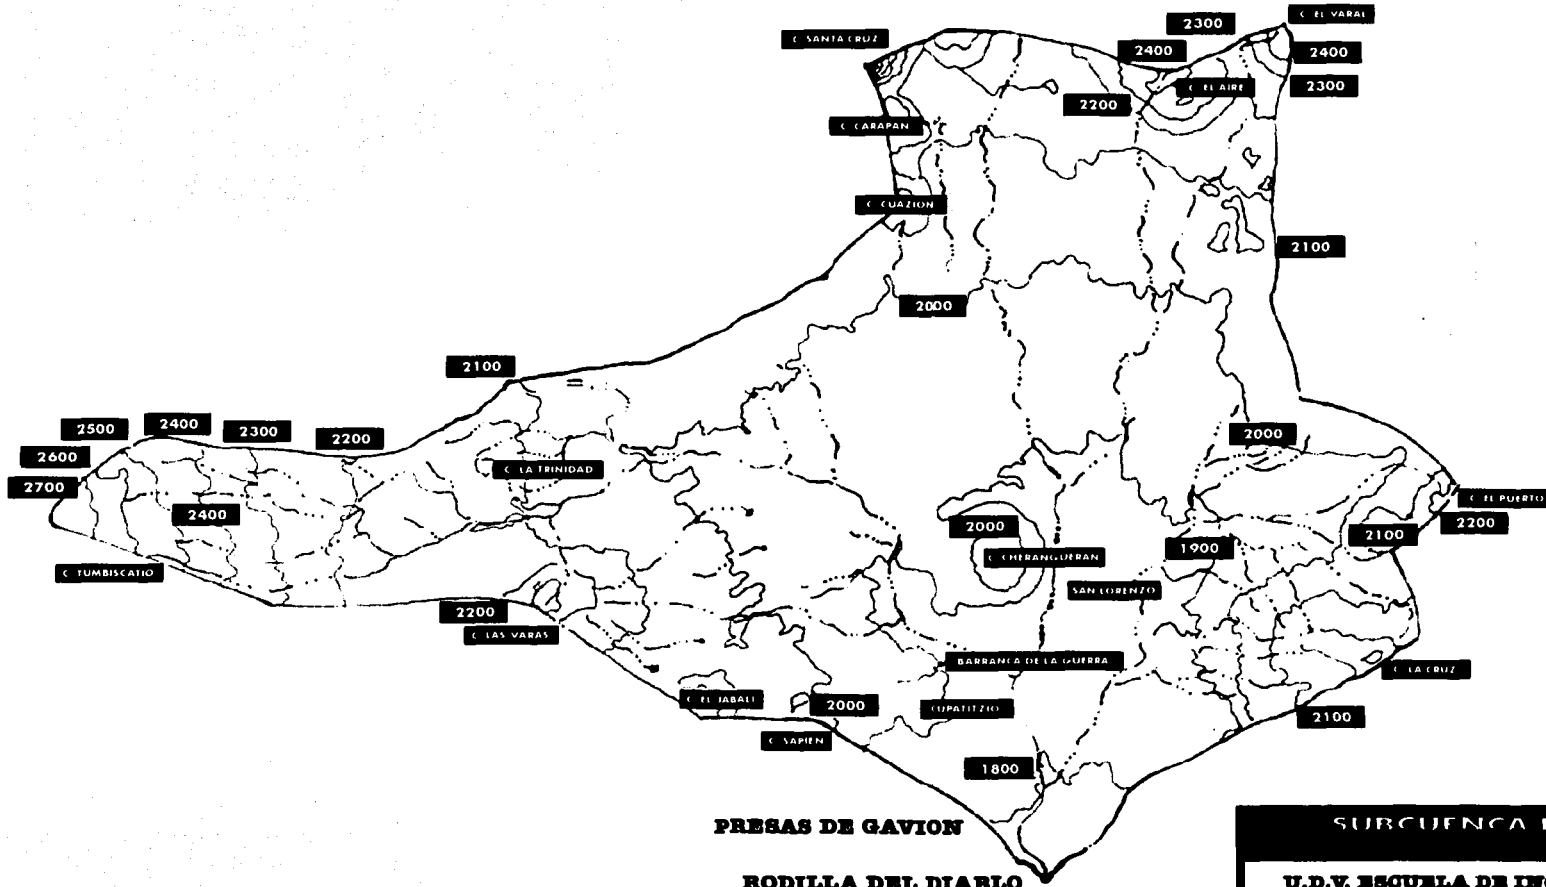 C. EL VARAL
2300
C. SANTA CRUZ
2400
2400
2300
C. EL AIRE
2200
C. CARAPAN
C. CUAZION
2100
2000
2100
2500
2400
2300
2200
2000
2600
C. LA TRINIDAD
2700
C. EL PUERTO
2400
2000
2200
2100
1900
C. CHERANGUERAN
C. TUMBISCATIO
SAN LORENZO
2200
C. LAS VARAS
BARRANCA DE LA GUERRA
C. LA CRUZ
C. EL JABALI
2000
CUPATITZIO
2100
C. SAPIEN
1800
PRESAS DE GAVION
SUBCUENCA
RODILLA DEL DIABLO
U.D.V. ESCUELA DE